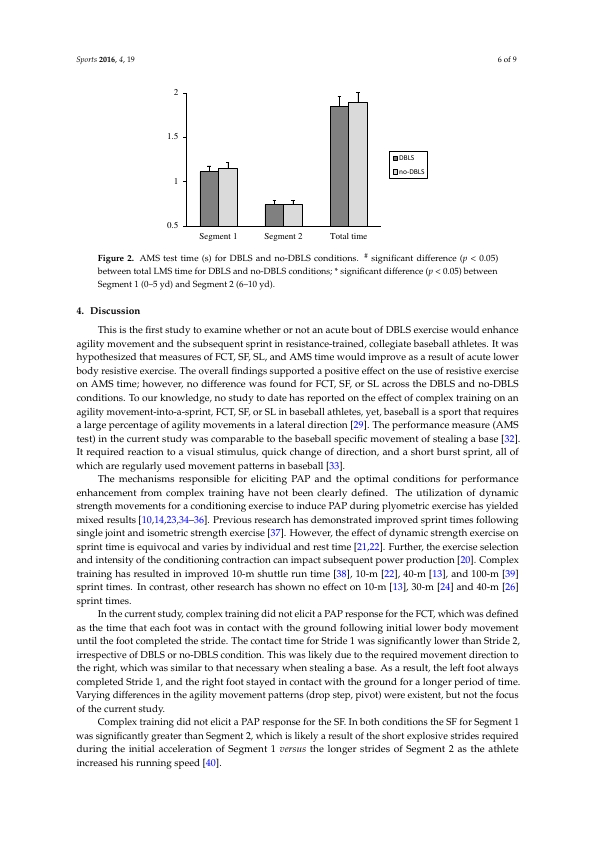 Sports 2016, 4, 19
6 of 9
2
1.5
1
0.5
Segment 1
Segment 2
Total time
DBLS
no-DBLS
Figure 2. AMS test time (s) for DBLS and no-DBLS conditions. # significant difference (p < 0.05)
between total LMS time for DBLS and no-DBLS conditions; * significant difference (p < 0.05) between
Segment 1 (0–5 yd) and Segment 2 (6–10 yd).
4. Discussion
This is the first study to examine whether or not an acute bout of DBLS exercise would enhance
agility movement and the subsequent sprint in resistance-trained, collegiate baseball athletes. It was
hypothesized that measures of FCT, SF, SL, and AMS time would improve as a result of acute lower
body resistive exercise. The overall findings supported a positive effect on the use of resistive exercise
on AMS time; however, no difference was found for FCT, SF, or SL across the DBLS and no-DBLS
conditions. To our knowledge, no study to date has reported on the effect of complex training on an
agility movement-into-a-sprint, FCT, SF, or SL in baseball athletes, yet, baseball is a sport that requires
a large percentage of agility movements in a lateral direction [29]. The performance measure (AMS
test) in the current study was comparable to the baseball specific movement of stealing a base [32].
It required reaction to a visual stimulus, quick change of direction, and a short burst sprint, all of
which are regularly used movement patterns in baseball [33].
The mechanisms responsible for eliciting PAP and the optimal conditions for performance
enhancement from complex training have not been clearly defined. The utilization of dynamic
strength movements for a conditioning exercise to induce PAP during plyometric exercise has yielded
mixed results [10,14,23,34–36]. Previous research has demonstrated improved sprint times following
single joint and isometric strength exercise [37]. However, the effect of dynamic strength exercise on
sprint time is equivocal and varies by individual and rest time [21,22]. Further, the exercise selection
and intensity of the conditioning contraction can impact subsequent power production [20]. Complex
training has resulted in improved 10-m shuttle run time [38], 10-m [22], 40-m [13], and 100-m [39]
sprint times. In contrast, other research has shown no effect on 10-m [13], 30-m [24] and 40-m [26]
sprint times.
In the current study, complex training did not elicit a PAP response for the FCT, which was defined
as the time that each foot was in contact with the ground following initial lower body movement
until the foot completed the stride. The contact time for Stride 1 was significantly lower than Stride 2,
irrespective of DBLS or no-DBLS condition. This was likely due to the required movement direction to
the right, which was similar to that necessary when stealing a base. As a result, the left foot always
completed Stride 1, and the right foot stayed in contact with the ground for a longer period of time.
Varying differences in the agility movement patterns (drop step, pivot) were existent, but not the focus
of the current study.
Complex training did not elicit a PAP response for the SF. In both conditions the SF for Segment 1
was significantly greater than Segment 2, which is likely a result of the short explosive strides required
during the initial acceleration of Segment 1 versus the longer strides of Segment 2 as the athlete
increased his running speed [40].